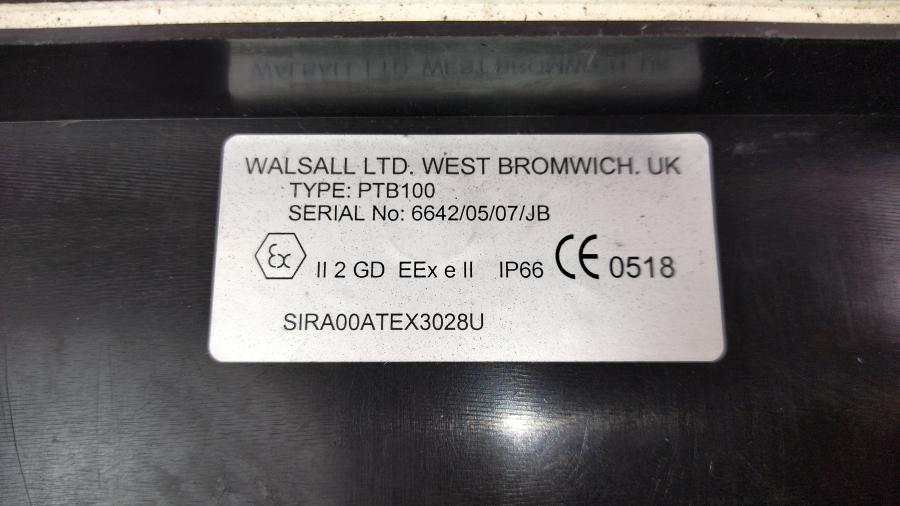 WALSALL LTD. WEST BROMWICH. UK
TYPE: PTB100
SERIAL No: 6642/05/07/JB
Ex II 2 GD EEx e II IP66 CE 0518
SIRA00ATEX3028U